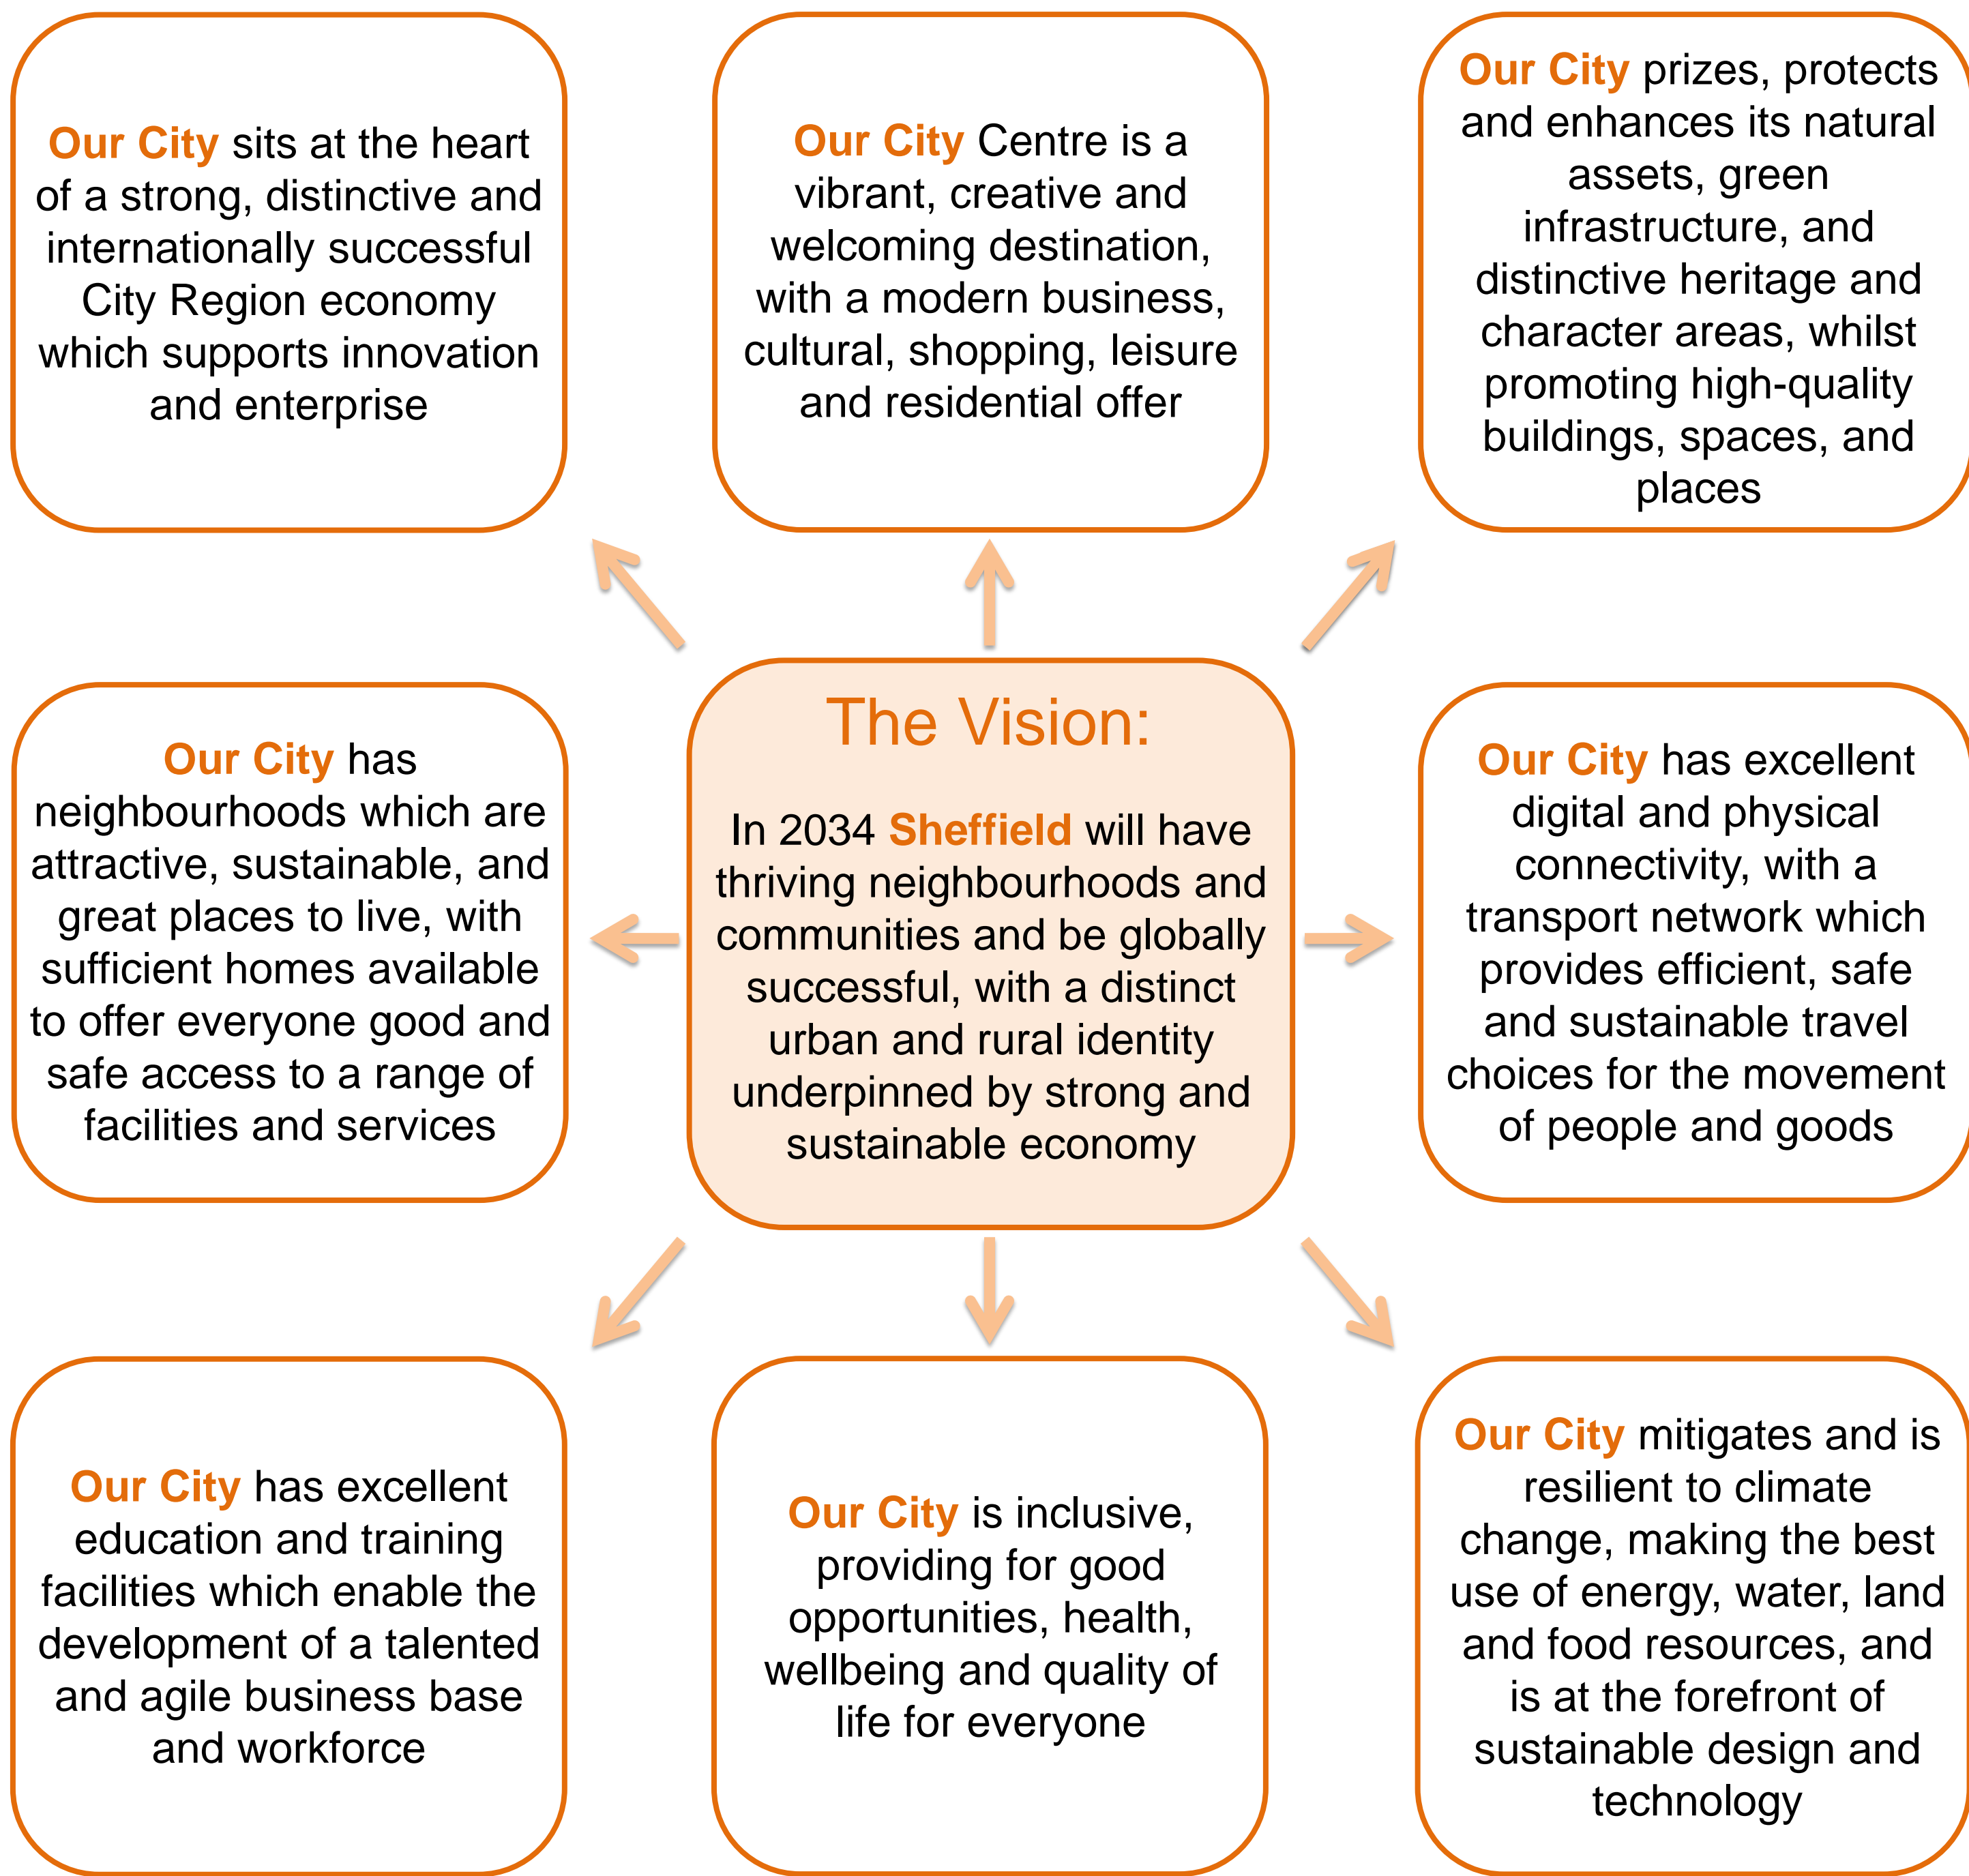 Our City sits at the heart
of a strong, distinctive and
internationally successful
City Region economy
which supports innovation
and enterprise
Our City Centre is a
vibrant, creative and
welcoming destination,
with a modern business,
cultural, shopping, leisure
and residential offer
Our City prizes, protects
and enhances its natural
assets, green
infrastructure, and
distinctive heritage and
character areas, whilst
promoting high-quality
buildings, spaces, and
places
Our City has
neighbourhoods which are
attractive, sustainable, and
great places to live, with
sufficient homes available
to offer everyone good and
safe access to a range of
facilities and services
The Vision:
In 2034 Sheffield will have
thriving neighbourhoods and
communities and be globally
successful, with a distinct
urban and rural identity
underpinned by strong and
sustainable economy
Our City has excellent
digital and physical
connectivity, with a
transport network which
provides efficient, safe
and sustainable travel
choices for the movement
of people and goods
Our City has excellent
education and training
facilities which enable the
development of a talented
and agile business base
and workforce
Our City is inclusive,
providing for good
opportunities, health,
wellbeing and quality of
life for everyone
Our City mitigates and is
resilient to climate
change, making the best
use of energy, water, land
and food resources, and
is at the forefront of
sustainable design and
technology